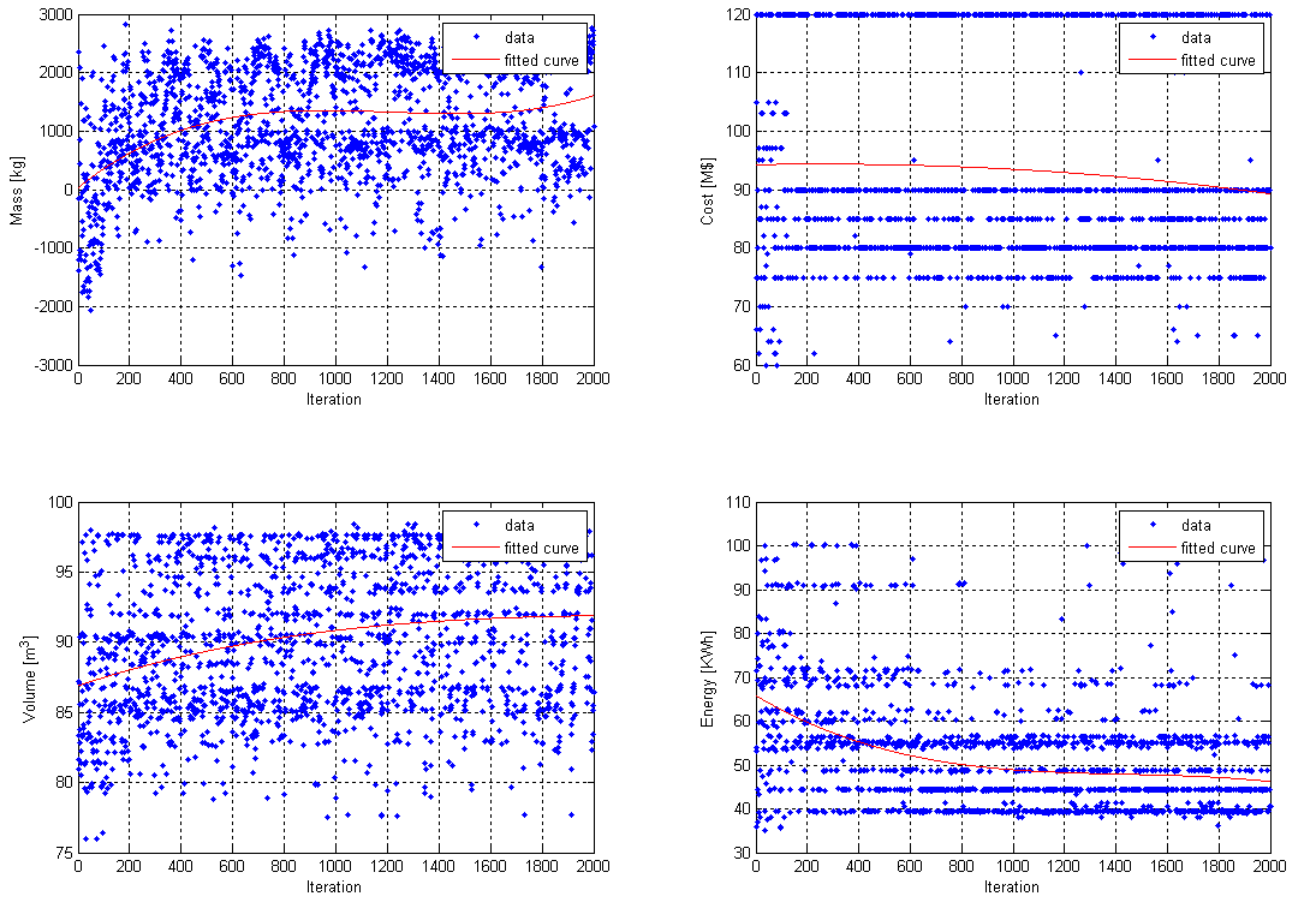 3000
2000
1000
0
-1000
-2000
-3000
Mass [kg]
0 200 400 600 800 1000 1200 1400 1600 1800 2000
Iteration
data
fitted curve
120
110
100
90
80
70
60
Cost [M$]
0 200 400 600 800 1000 1200 1400 1600 1800 2000
Iteration
data
fitted curve
100
95
90
85
80
75
Volume [m³]
0 200 400 600 800 1000 1200 1400 1600 1800 2000
Iteration
data
fitted curve
110
100
90
80
70
60
50
40
30
Energy [KWh]
0 200 400 600 800 1000 1200 1400 1600 1800 2000
Iteration
data
fitted curve